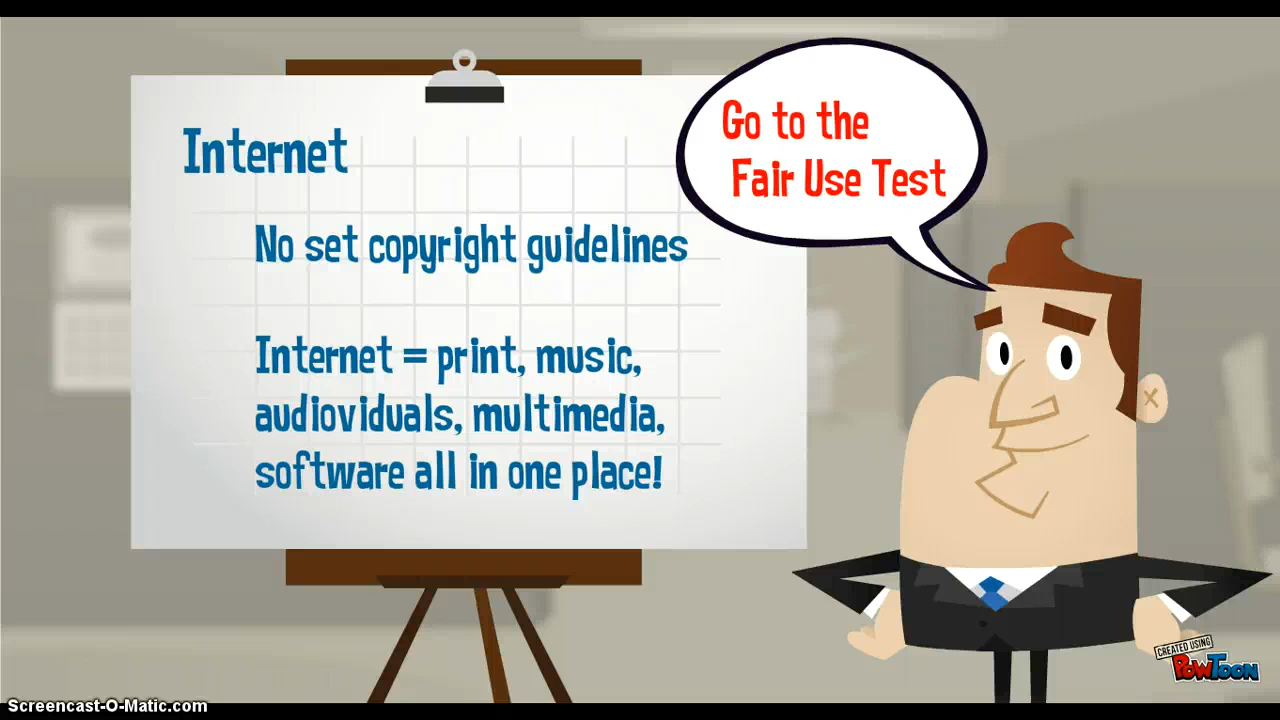 Internet
No set copyright guidelines
Internet = print, music,
audioviduals, multimedia,
software all in one place!
Go to the
Fair Use Test
CREATED USING
POWTOON
Screencast-O-Matic.com